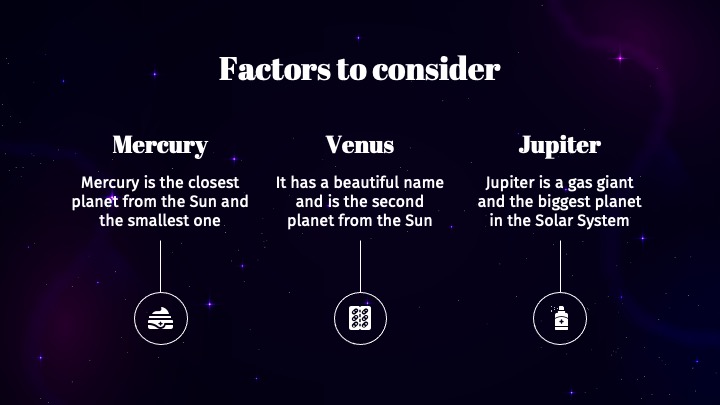 Factors to consider
Mercury
Mercury is the closest
planet from the Sun and
the smallest one
Venus
It has a beautiful name
and is the second
planet from the Sun
Jupiter
Jupiter is a gas giant
and the biggest planet
in the Solar System